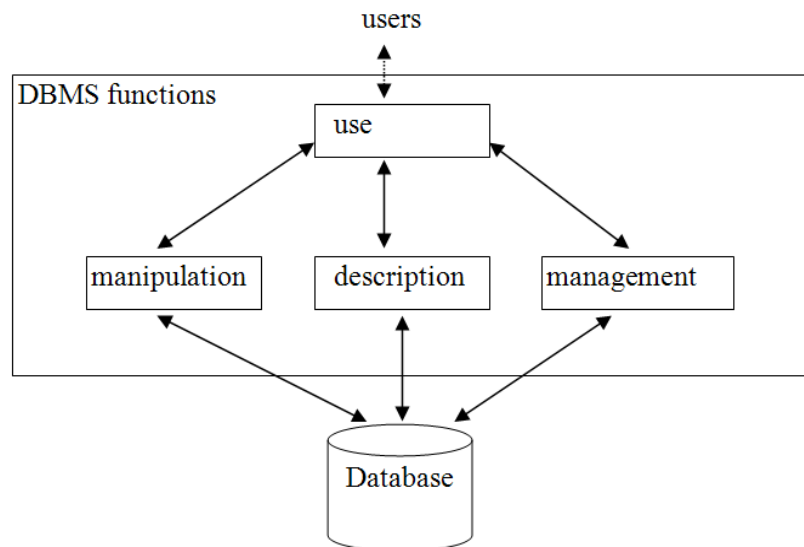 users
DBMS functions
use
manipulation
description
management
Database